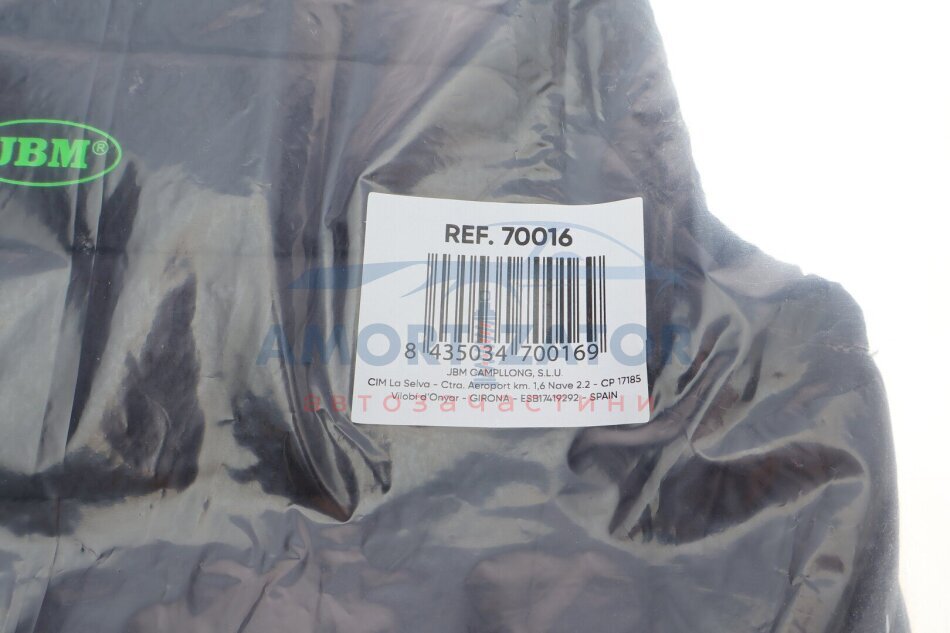 JBM®
REF. 70016
8 435034 700169
JBM CAMPLLONG, S.L.U.
CIM La Selva - Ctra. Aeroport km. 1,6 Nave 2.2 - CP 17185
Vilobí d'Onyar - GIRONA - ESB17419292 - SPAIN
AMORTIZATOR
автозачастини